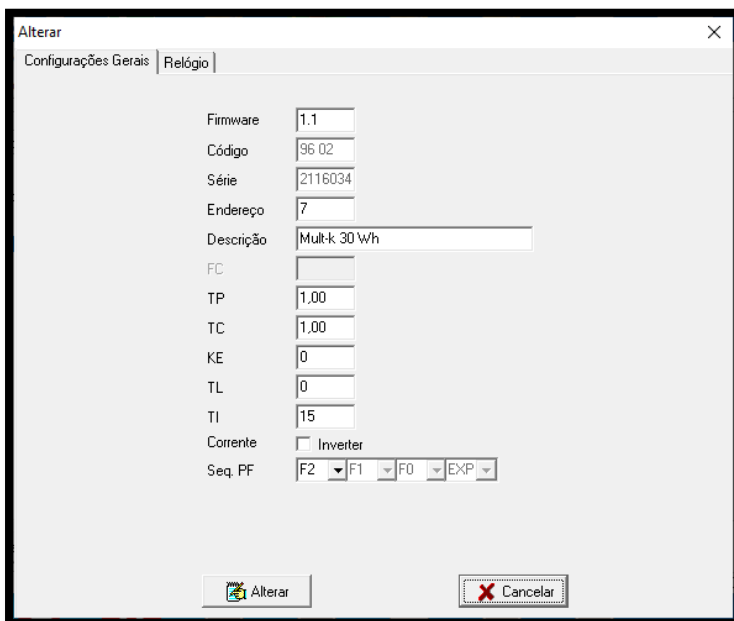 Alterar
Configurações Gerais Relógio
Firmware 1.1
Código 96 02
Série 2116034
Endereço 7
Descrição Mult-k 30 Wh
FC
TP 1,00
TC 1,00
KE 0
TL 0
TI 15
Corrente Inverter
Seq. PF F2 F1 F0 EXP
Alterar Cancelar